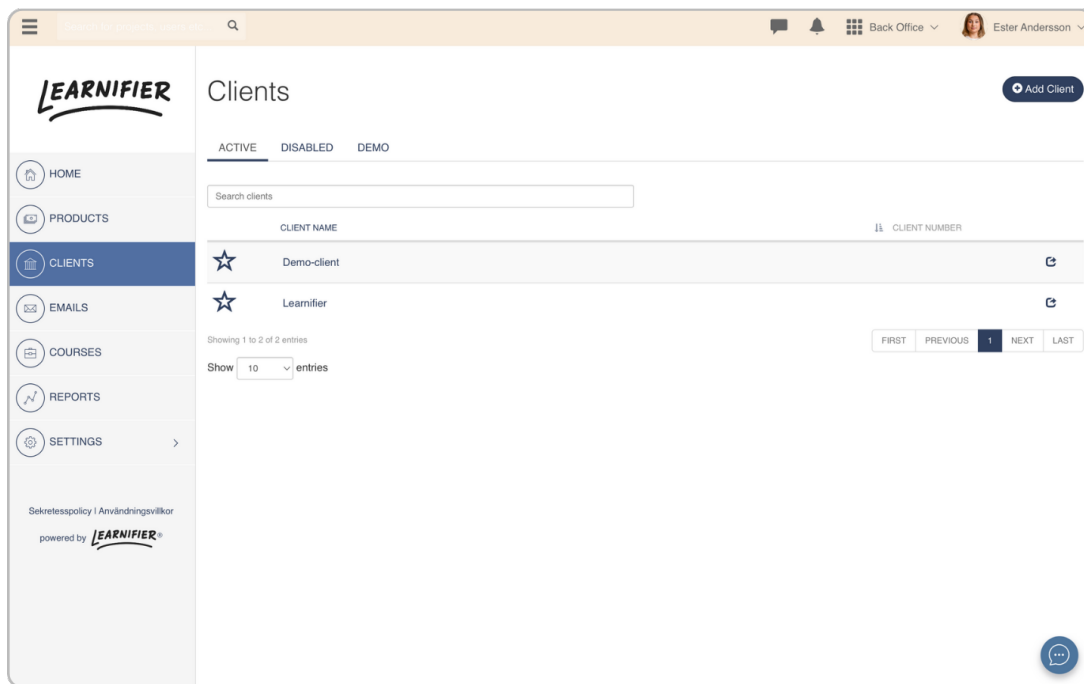 Back Office
Ester Andersson
LEARNIFIER
Clients
Add Client
ACTIVE DISABLED DEMO
HOME
PRODUCTS
CLIENTS
EMAILS
COURSES
REPORTS
SETTINGS
Search clients
CLIENT NAME CLIENT NUMBER
Demo-client
Learnifier
Showing 1 to 2 of 2 entries
FIRST PREVIOUS 1 NEXT LAST
Show 10 entries
Sekretesspolicy | Användningsvillkor
powered by LEARNIFIER®